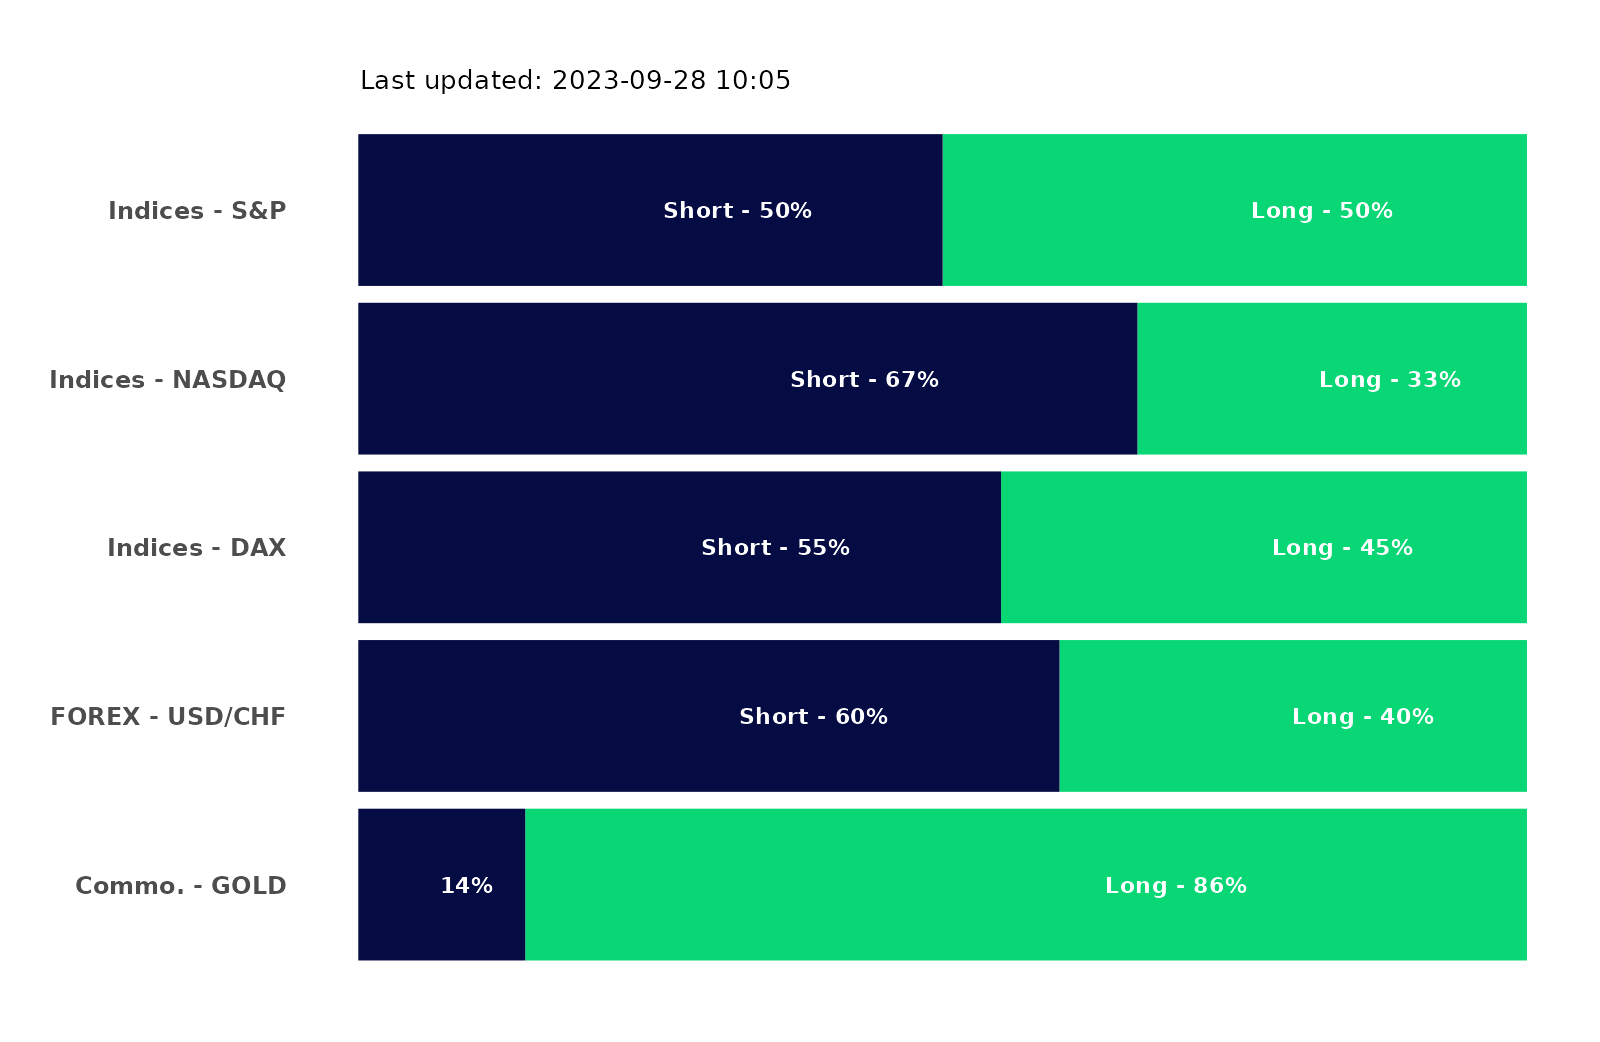 Last updated: 2023-09-28 10:05
Indices - S&P
Short - 50%
Long - 50%
Indices - NASDAQ
Short - 67%
Long - 33%
Indices - DAX
Short - 55%
Long - 45%
FOREX - USD/CHF
Short - 60%
Long - 40%
Commo. - GOLD
14%
Long - 86%